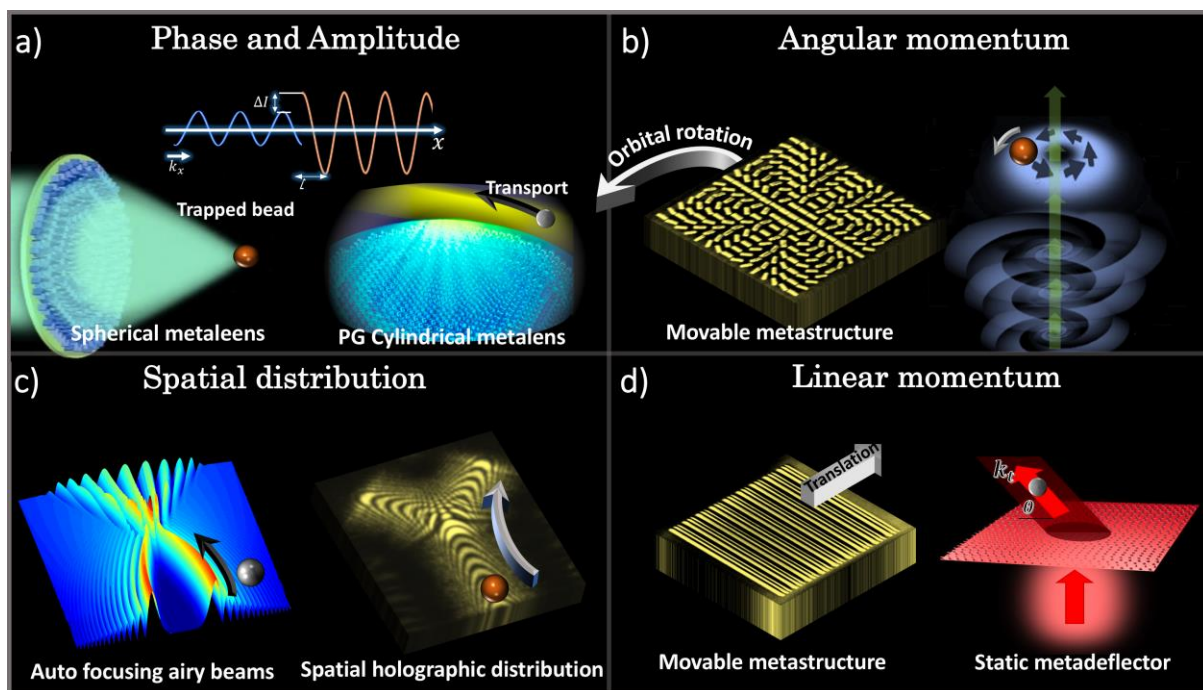 a)
Phase and Amplitude
ΔI
x
k_x
L
Trapped bead
Transport
Spherical metaleens
PG Cylindrical metalens
b)
Angular momentum
Orbital rotation
Movable metastructure
c)
Spatial distribution
Auto focusing airy beams
Spatial holographic distribution
d)
Linear momentum
Translation
k_t
θ
Movable metastructure
Static metadeflector